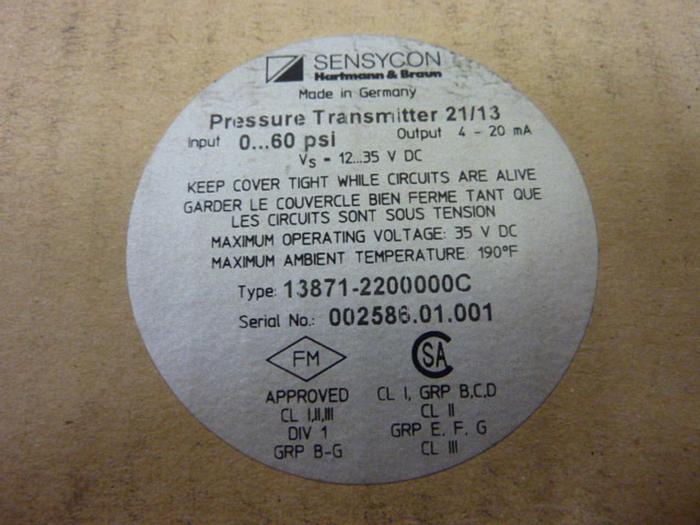 SENSYCON
Hartmann & Braun
Made in Germany
Pressure Transmitter 21/13
Input 0...60 psi Output 4 - 20 mA
Vs = 12...35 V DC
KEEP COVER TIGHT WHILE CIRCUITS ARE ALIVE
GARDER LE COUVERCLE BIEN FERME TANT QUE
LES CIRCUITS SONT SOUS TENSION
MAXIMUM OPERATING VOLTAGE: 35 V DC
MAXIMUM AMBIENT TEMPERATURE: 190°F
Type: 13871-2200000C
Serial No.: 002586.01.001
FM SA
APPROVED CL I, GRP B,C,D
CL I,II,III CL II
DIV 1 GRP E, F, G
GRP B-G CL III